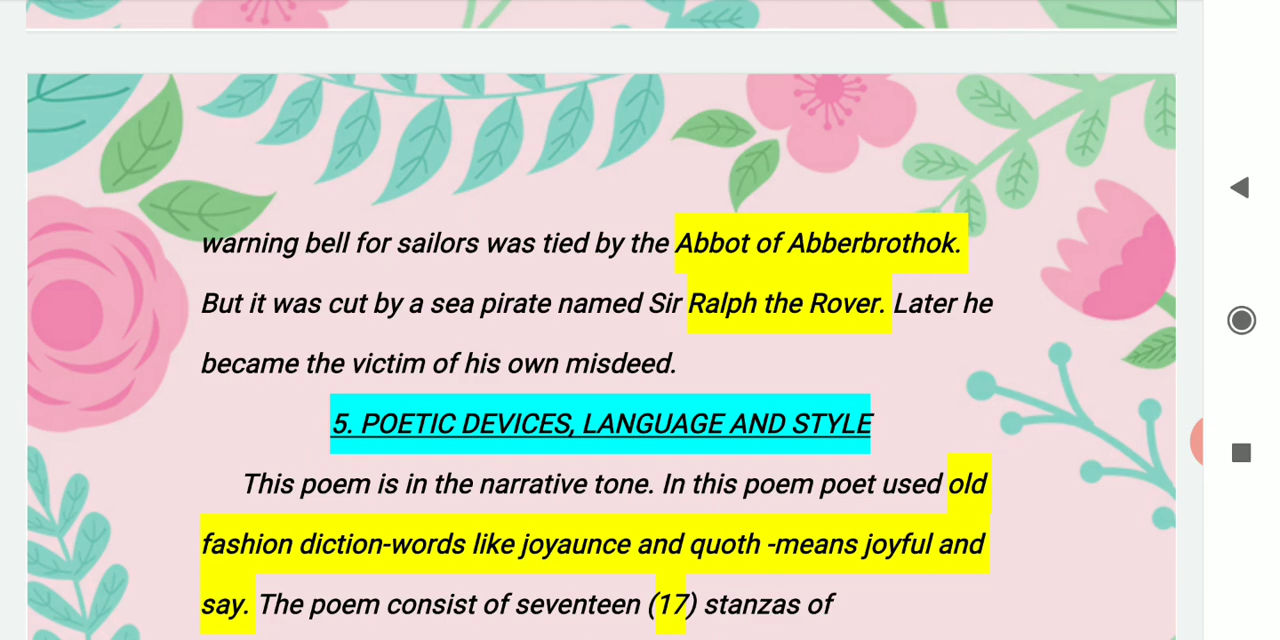 warning bell for sailors was tied by the Abbot of Abberbrothok.
But it was cut by a sea pirate named Sir Ralph the Rover. Later he
became the victim of his own misdeed.
5. POETIC DEVICES, LANGUAGE AND STYLE
This poem is in the narrative tone. In this poem poet used old
fashion diction-words like joyaunce and quoth -means joyful and
say. The poem consist of seventeen (17) stanzas of